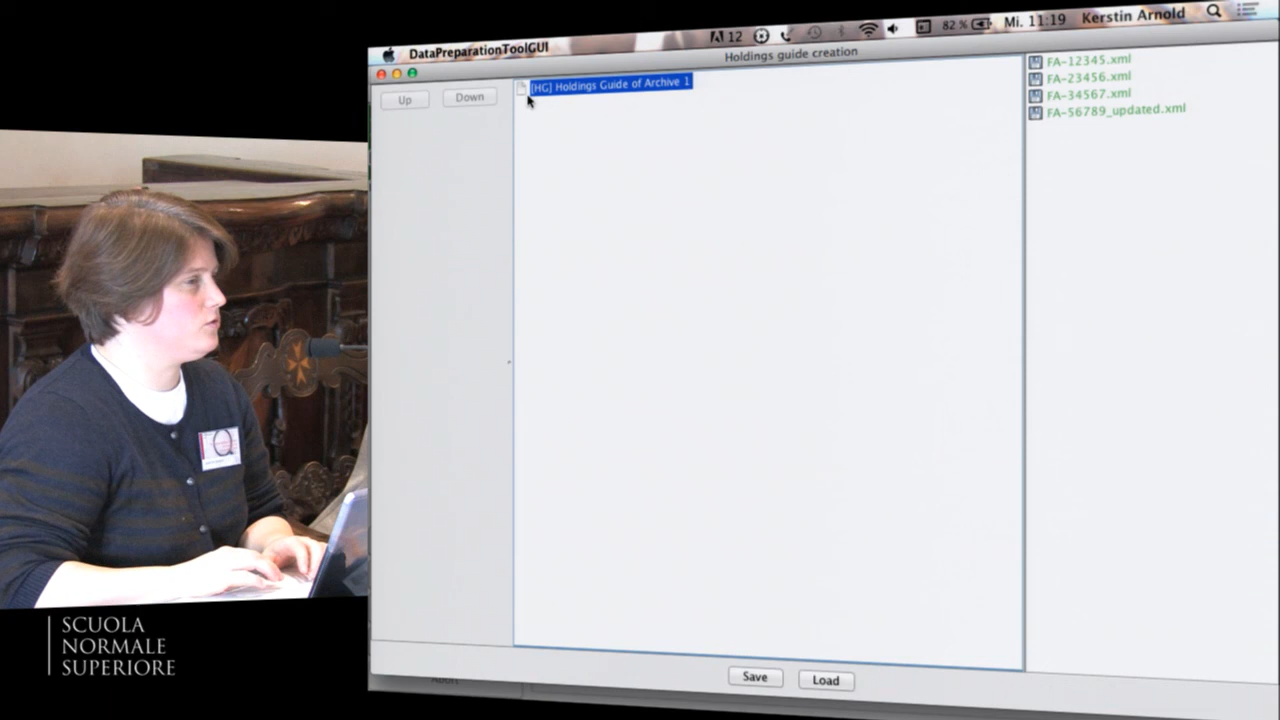 12
82 %
Mi. 11:19
Kerstin Arnold
DataPreparationToolGUI
Holdings guide creation
Up
Down
[HG] Holdings Guide of Archive 1
FA-12345.xml
FA-23456.xml
FA-34567.xml
FA-56789_updated.xml
Save
Load
SCUOLA
NORMALE
SUPERIORE